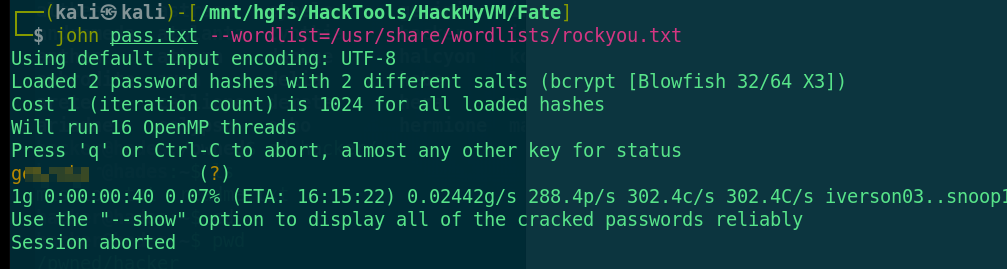 ┌──(kali㉿kali)-[/mnt/hgfs/HackTools/HackMyVM/Fate]
└─$ john pass.txt --wordlist=/usr/share/wordlists/rockyou.txt
Using default input encoding: UTF-8
Loaded 2 password hashes with 2 different salts (bcrypt [Blowfish 32/64 X3])
Cost 1 (iteration count) is 1024 for all loaded hashes
Will run 16 OpenMP threads
Press 'q' or Ctrl-C to abort, almost any other key for status
(?)
1g 0:00:00:40 0.07% (ETA: 16:15:22) 0.02442g/s 288.4p/s 302.4c/s 302.4C/s iverson03..snoop1
Use the "--show" option to display all of the cracked passwords reliably
Session aborted